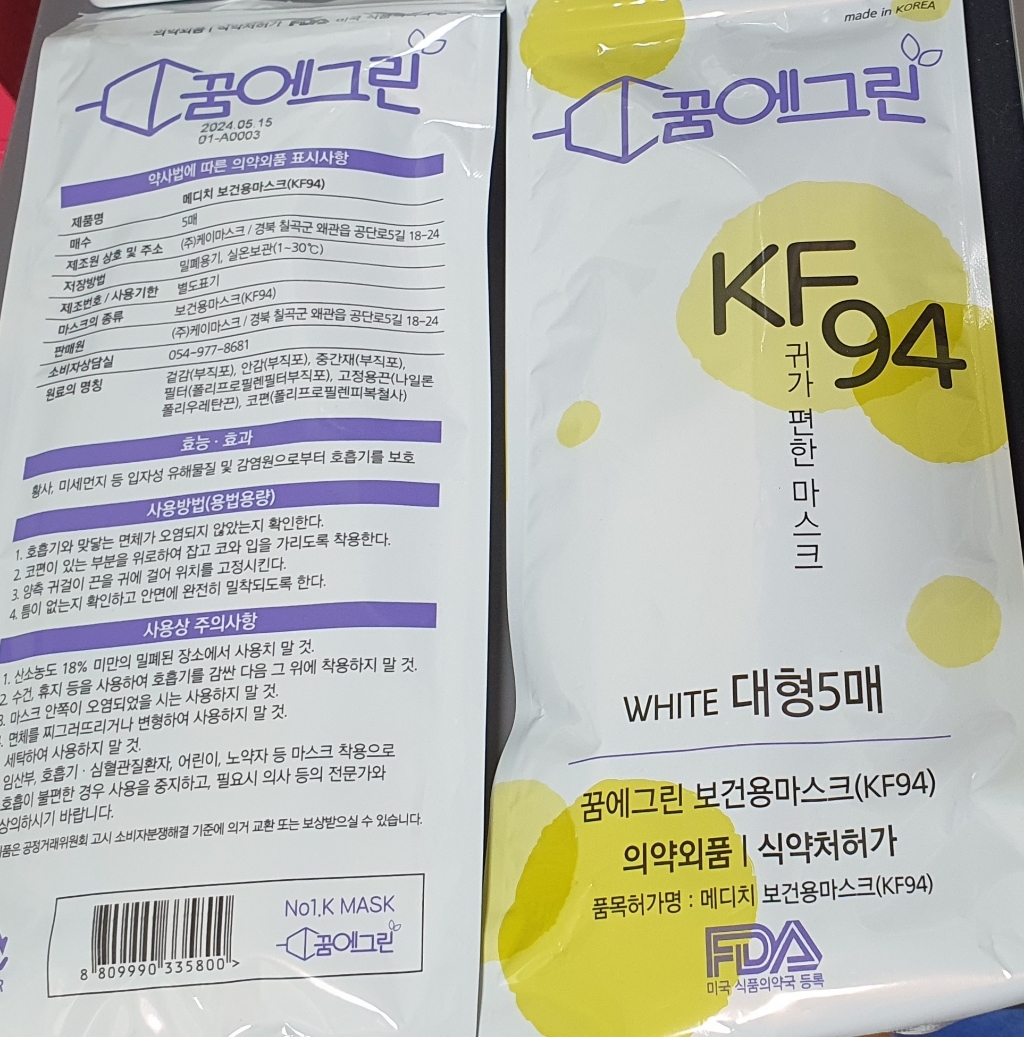 의약외품 | 식약처허가 FDA 미국
꿈에그린
2024.05.15
01-A0003
약사법에 따른 의약외품 표시사항
제품명 메디치 보건용마스크(KF94)
매수 5매
제조원 상호 및 주소 (주)케이마스크 / 경북 칠곡군 왜관읍 공단로5길 18-24
저장방법 밀폐용기, 실온보관(1~30℃)
제조번호 / 사용기한 별도표기
마스크의 종류 보건용마스크(KF94)
판매원 (주)케이마스크 / 경북 칠곡군 왜관읍 공단로5길 18-24
소비자상담실 054-977-8681
원료의 명칭 겉감(부직포), 안감(부직포), 중간재(부직포),
필터(폴리프로필렌필터부직포), 고정용끈(나일론
폴리우레탄끈), 코편(폴리프로필렌피복철사)
효능 · 효과
황사, 미세먼지 등 입자성 유해물질 및 감염원으로부터 호흡기를 보호
사용방법(용법용량)
1. 호흡기와 맞닿는 면체가 오염되지 않았는지 확인한다.
2. 코편이 있는 부분을 위로하여 잡고 코와 입을 가리도록 착용한다.
3. 양측 귀걸이 끈을 귀에 걸어 위치를 고정시킨다.
4. 틈이 없는지 확인하고 안면에 완전히 밀착되도록 한다.
사용상 주의사항
1. 산소농도 18% 미만의 밀폐된 장소에서 사용치 말 것.
2. 수건, 휴지 등을 사용하여 호흡기를 감싼 다음 그 위에 착용하지 말 것.
3. 마스크 안쪽이 오염되었을 시는 사용하지 말 것.
면체를 찌그러뜨리거나 변형하여 사용하지 말 것.
세탁하여 사용하지 말 것.
임산부, 호흡기 · 심혈관질환자, 어린이, 노약자 등 마스크 착용으로
호흡이 불편한 경우 사용을 중지하고, 필요시 의사 등의 전문가와
상의하시기 바랍니다.
품은 공정거래위원회 고시 소비자분쟁해결 기준에 의거 교환 또는 보상받으실 수 있습니다.
8 809990 335800 >
No1.K MASK
꿈에그린
made in KOREA
꿈에그린
KF94
귀가 편한 마스크
WHITE 대형5매
꿈에그린 보건용마스크(KF94)
의약외품 | 식약처허가
품목허가명 : 메디치 보건용마스크(KF94)
FDA
미국 식품의약국 등록